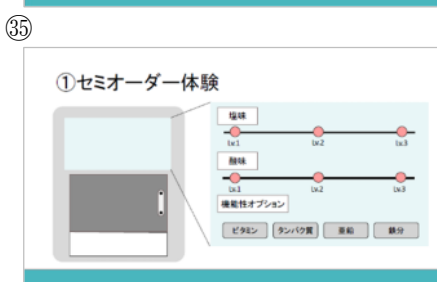 ㉟
①セミオーダー体験
塩味
Lv.1 Lv.2 Lv.3
酸味
Lv.1 Lv.2 Lv.3
機能性オプション
ビタミン タンパク質 亜鉛 鉄分